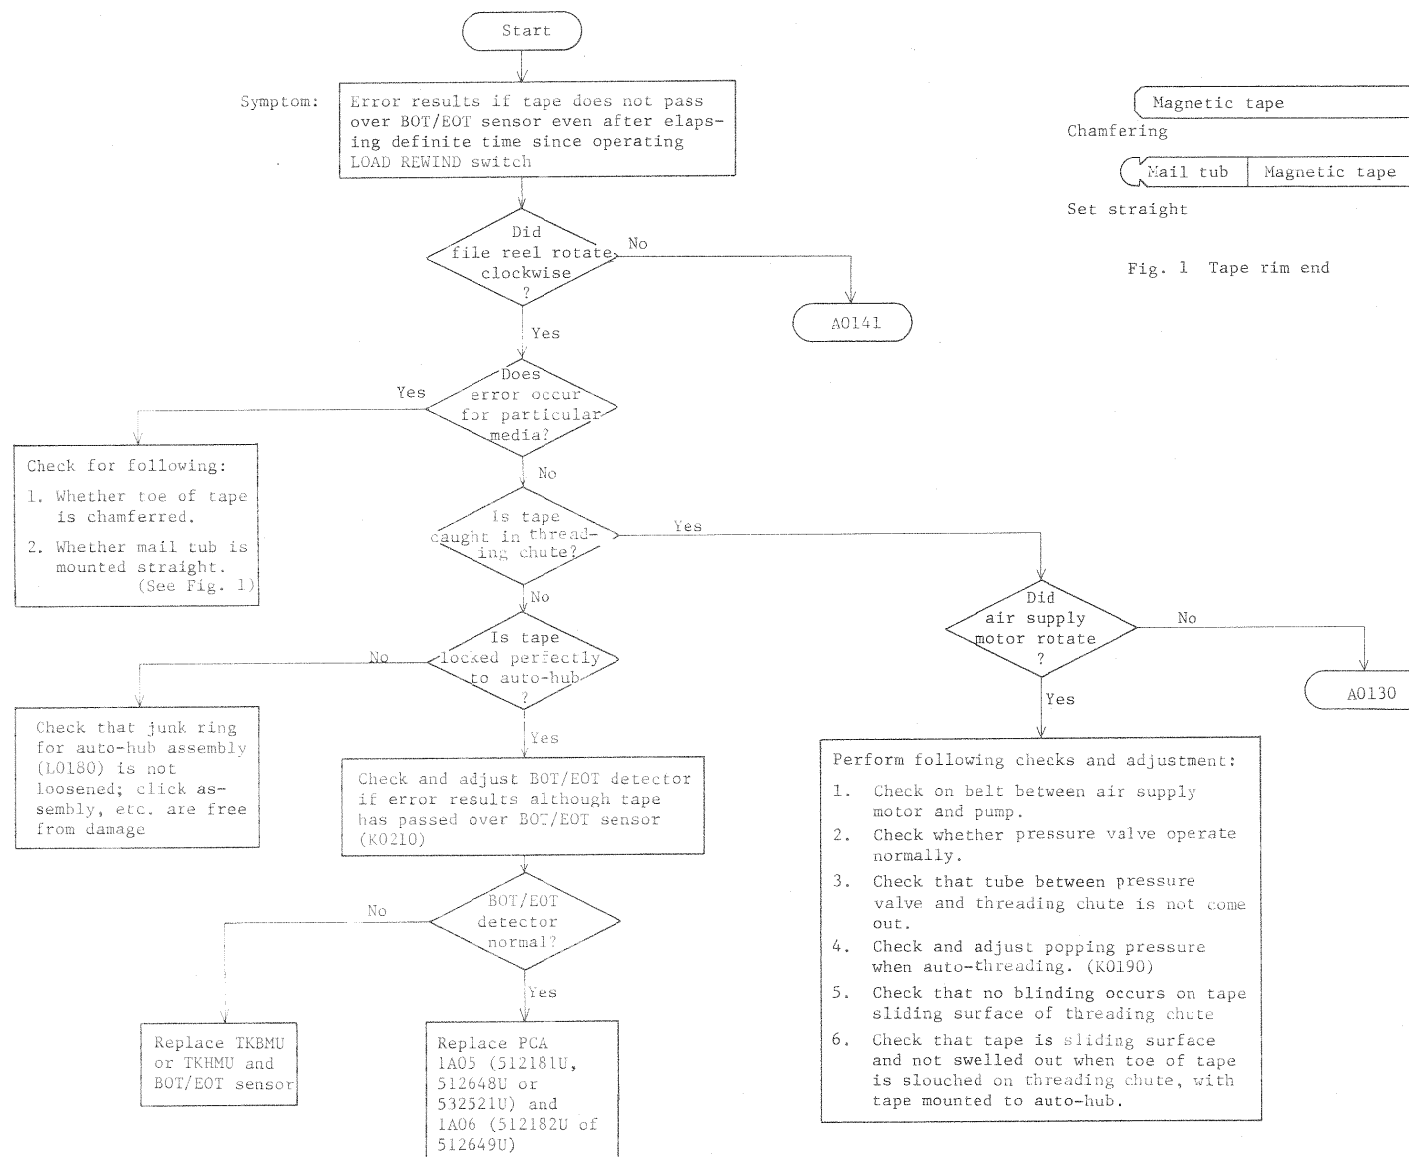 Start
Symptom:
Error results if tape does not pass
over BOT/EOT sensor even after elaps-
ing definite time since operating
LOAD REWIND switch
Magnetic tape
Chamfering
Mail tub
Magnetic tape
Set straight
Fig. 1 Tape rim end
Did
file reel rotate
clockwise
?
No
A0141
Yes
Does
error occur
for particular
media?
Yes
Check for following:
1. Whether toe of tape
is chamferred.
2. Whether mail tub is
mounted straight.
(See Fig. 1)
No
Is tape
caught in thread-
ing chute?
Yes
No
Did
air supply
motor rotate
?
No
A0130
Yes
Is tape
locked perfectly
to auto-hub
?
No
Check that junk ring
for auto-hub assembly
(L0180) is not
loosened; click as-
sembly, etc. are free
from damage
Yes
Check and adjust BOT/EOT detector
if error results although tape
has passed over BOT/EOT sensor
(K0210)
Perform following checks and adjustment:
1. Check on belt between air supply
motor and pump.
2. Check whether pressure valve operate
normally.
3. Check that tube between pressure
valve and threading chute is not come
out.
4. Check and adjust popping pressure
when auto-threading. (K0190)
5. Check that no blinding occurs on tape
sliding surface of threading chute
6. Check that tape is sliding surface
and not swelled out when toe of tape
is slouched on threading chute, with
tape mounted to auto-hub.
BOT/EOT
detector
normal?
No
Yes
Replace TKBMU
or TKHMU and
BOT/EOT sensor
Replace PCA
1A05 (512181U,
512648U or
532521U) and
1A06 (512182U of
512649U)